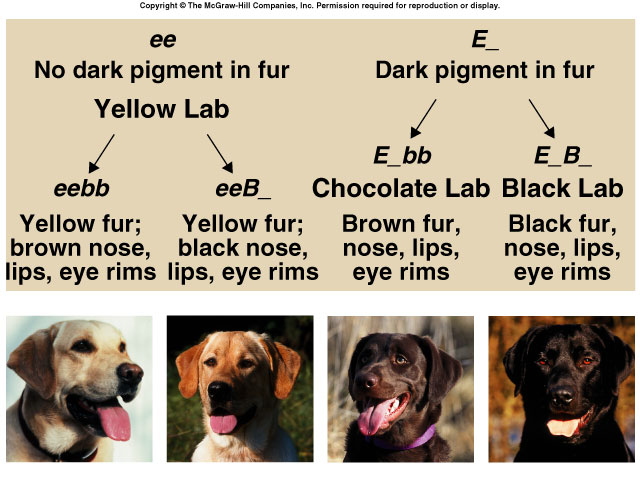 Copyright © The McGraw-Hill Companies, Inc. Permission required for reproduction or display.
ee
No dark pigment in fur
Yellow Lab
E_
Dark pigment in fur
eebb
Yellow fur;
brown nose,
lips, eye rims
eeB_
Yellow fur;
black nose,
lips, eye rims
E_bb
Chocolate Lab
Brown fur,
nose, lips,
eye rims
E_B_
Black Lab
Black fur,
nose, lips,
eye rims